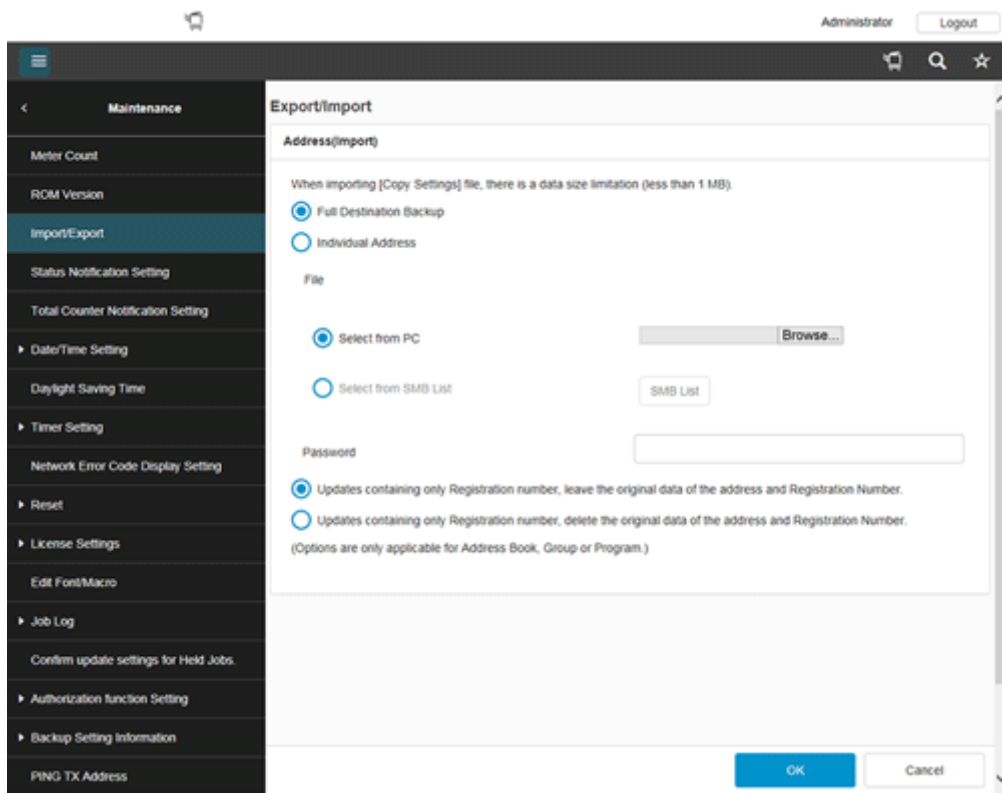 Administrator
Logout
Maintenance
Meter Count
ROM Version
Import/Export
Status Notification Setting
Total Counter Notification Setting
Date/Time Setting
Daylight Saving Time
Timer Setting
Network Error Code Display Setting
Reset
License Settings
Edit Font/Macro
Job Log
Confirm update settings for Held Jobs.
Authorization function Setting
Backup Setting Information
PING TX Address
Export/Import
Address(Import)
When importing [Copy Settings] file, there is a data size limitation (less than 1 MB).
Full Destination Backup
Individual Address
File
Select from PC
Browse...
Select from SMB List
SMB List
Password
Updates containing only Registration number, leave the original data of the address and Registration Number.
Updates containing only Registration number, delete the original data of the address and Registration Number.
(Options are only applicable for Address Book, Group or Program.)
OK
Cancel